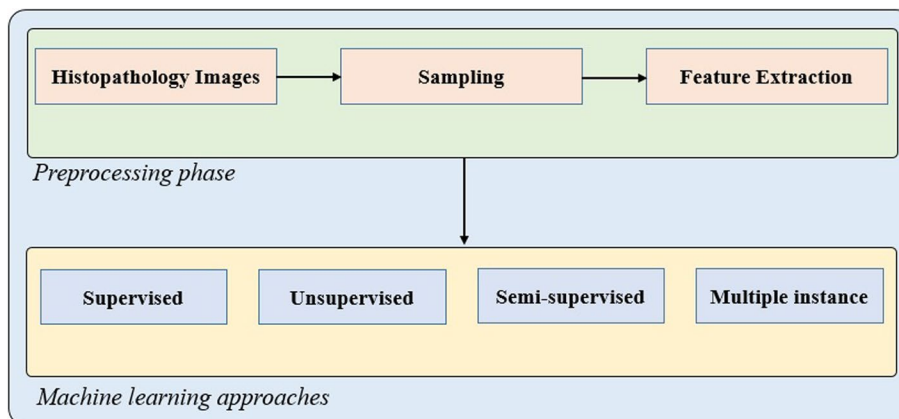 Histopathology Images
Sampling
Feature Extraction
Preprocessing phase
Supervised
Unsupervised
Semi-supervised
Multiple instance
Machine learning approaches